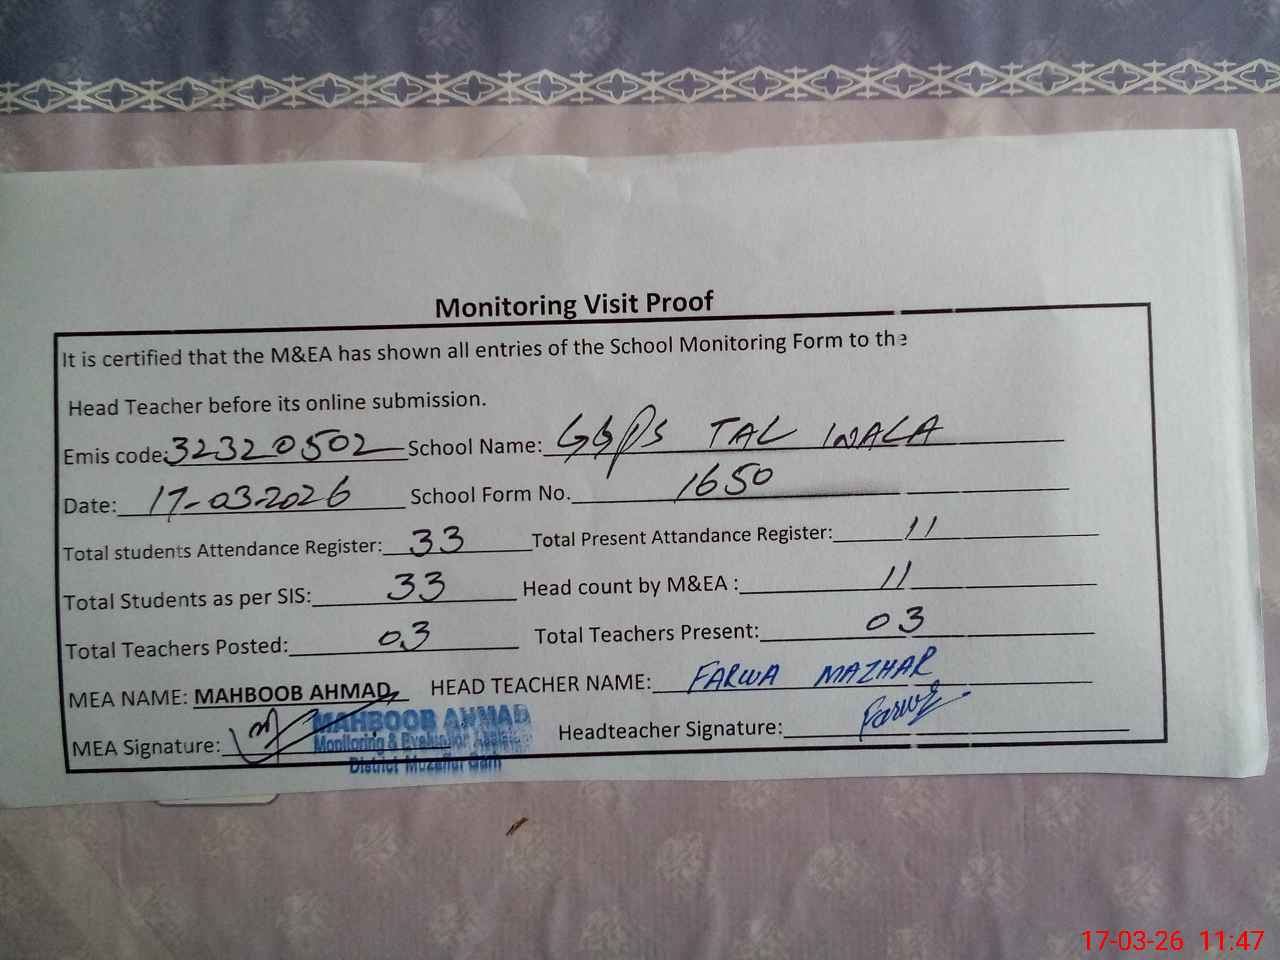 Monitoring Visit Proof
It is certified that the M&EA has shown all entries of the School Monitoring Form to the
Head Teacher before its online submission.
Emis code: 32320502 School Name: GGPS TAL WALA
Date: 17-03-2026 School Form No. 1650
Total students Attendance Register: 33 Total Present Attandance Register: 11
Total Students as per SIS: 33 Head count by M&EA : 11
Total Teachers Posted: 03 Total Teachers Present: 03
MEA NAME: MAHBOOB AHMAD HEAD TEACHER NAME: FARWA MAZHAR
MEA Signature: MAHBOOB AHMAD Headteacher Signature: Farwa
Monitoring & Evaluation
District Muzaffar Garh
17-03-26 11:47